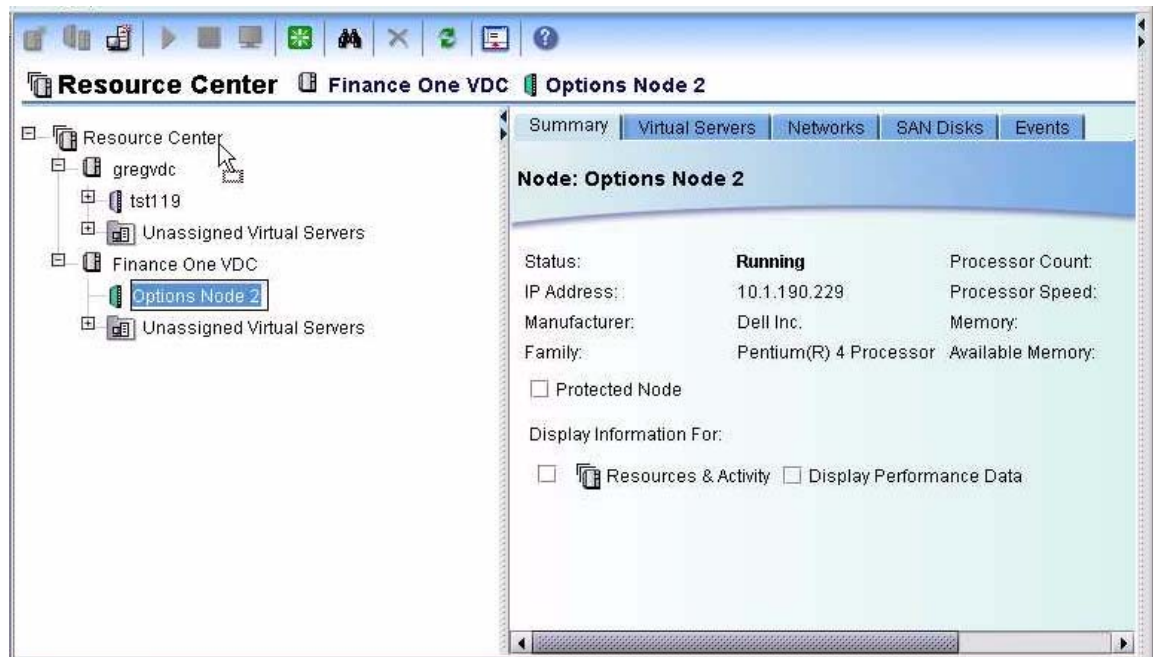 Resource Center Finance One VDC Options Node 2
Resource Center
gregvdc
tst119
Unassigned Virtual Servers
Finance One VDC
Options Node 2
Unassigned Virtual Servers
Summary Virtual Servers Networks SAN Disks Events
Node: Options Node 2
Status: Running Processor Count:
IP Address: 10.1.190.229 Processor Speed:
Manufacturer: Dell Inc. Memory:
Family: Pentium(R) 4 Processor Available Memory:
Protected Node
Display Information For:
Resources & Activity Display Performance Data